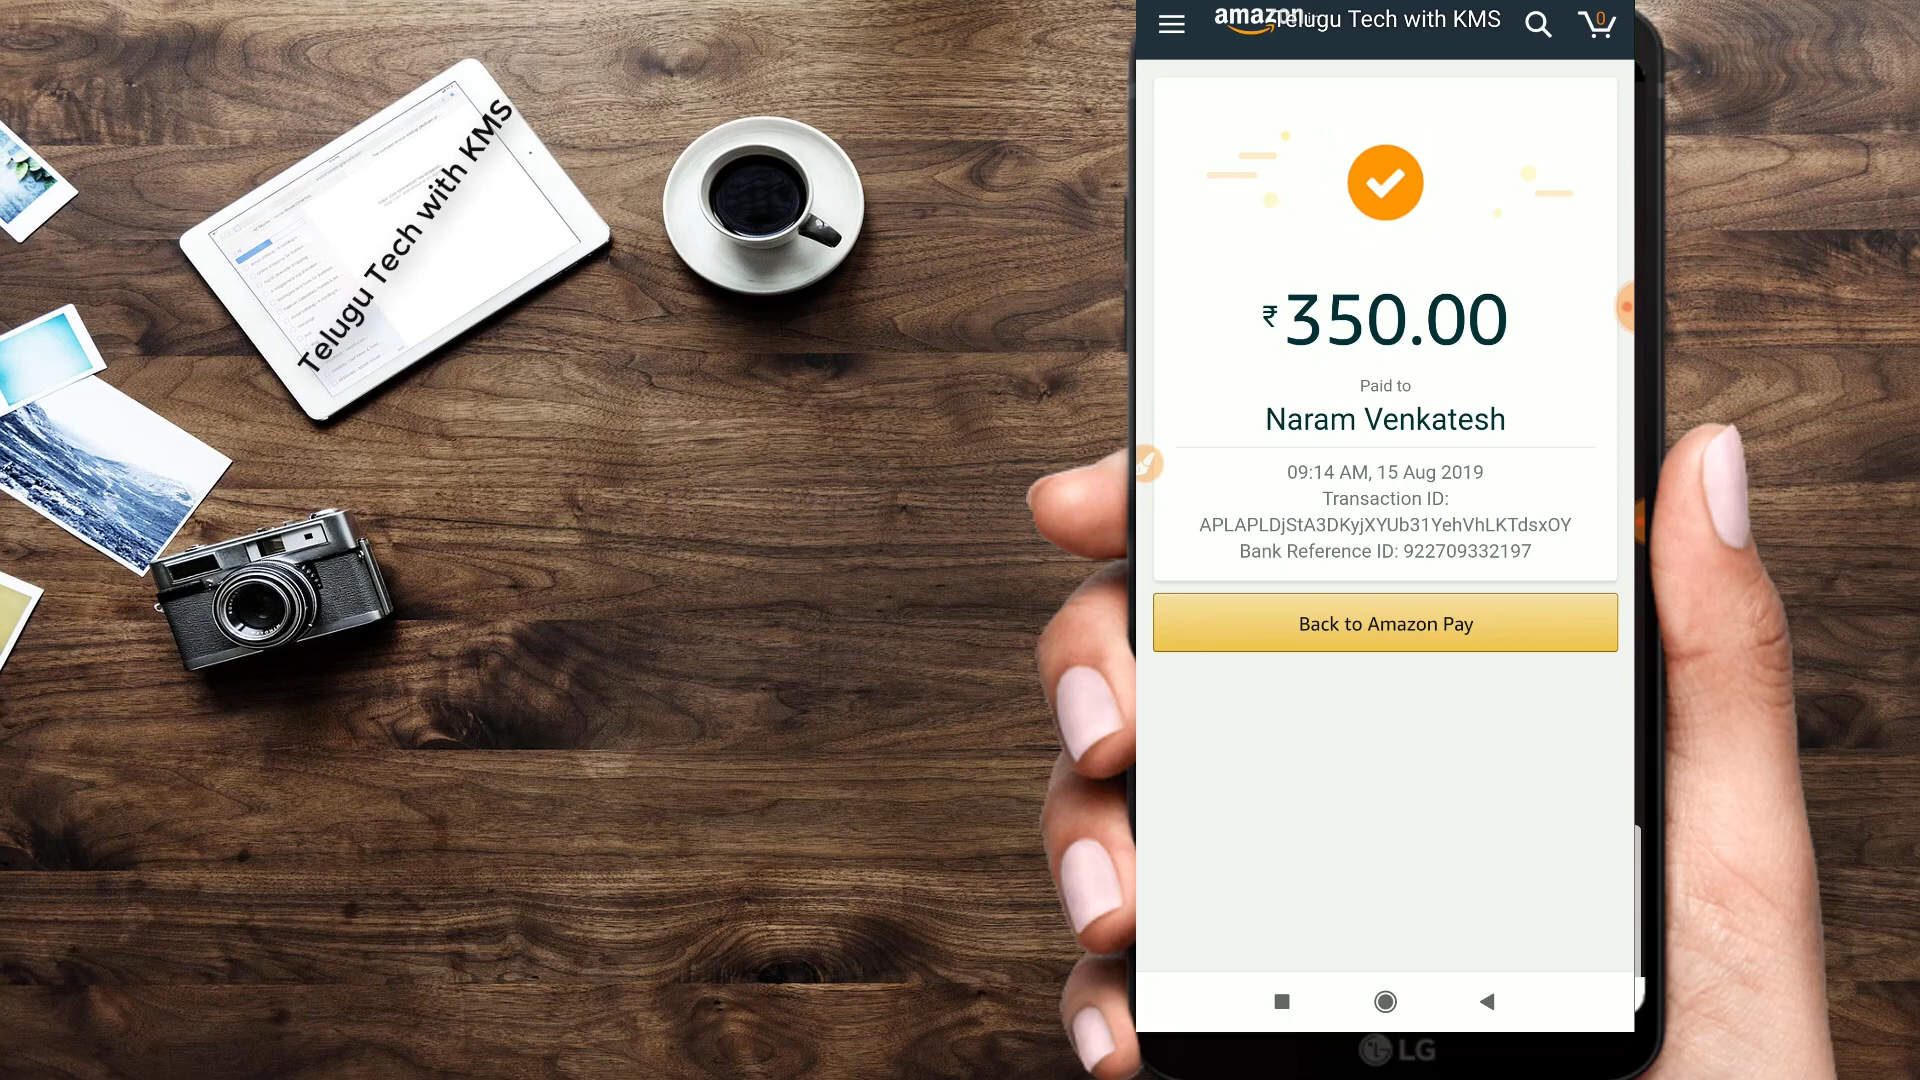 Telugu Tech with KMS
amazon
Telugu Tech with KMS
0
₹350.00
Paid to
Naram Venkatesh
09:14 AM, 15 Aug 2019
Transaction ID:
APLAPLDjStA3DKyjXYUb31YehVhLKTdsxOY
Bank Reference ID: 922709332197
Back to Amazon Pay
LG